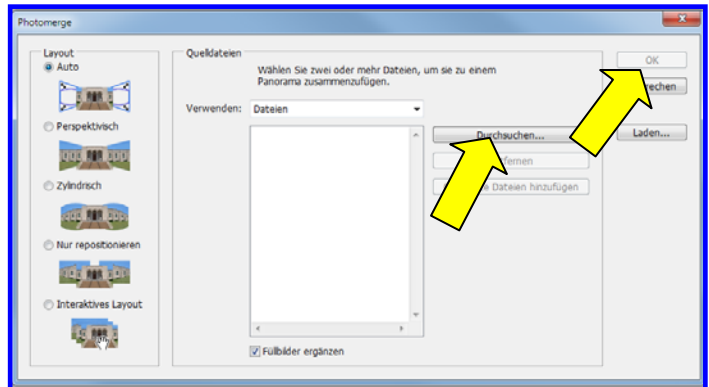 Photomerge
Layout
Auto
Perspektivisch
Zylindrisch
Nur repositionieren
Interaktives Layout
Quelldateien
Wählen Sie zwei oder mehr Dateien, um sie zu einem
Panorama zusammenzufügen.
Verwenden: Dateien
Durchsuchen...
Dateien hinzufügen
Füllbilder ergänzen
OK
Laden...